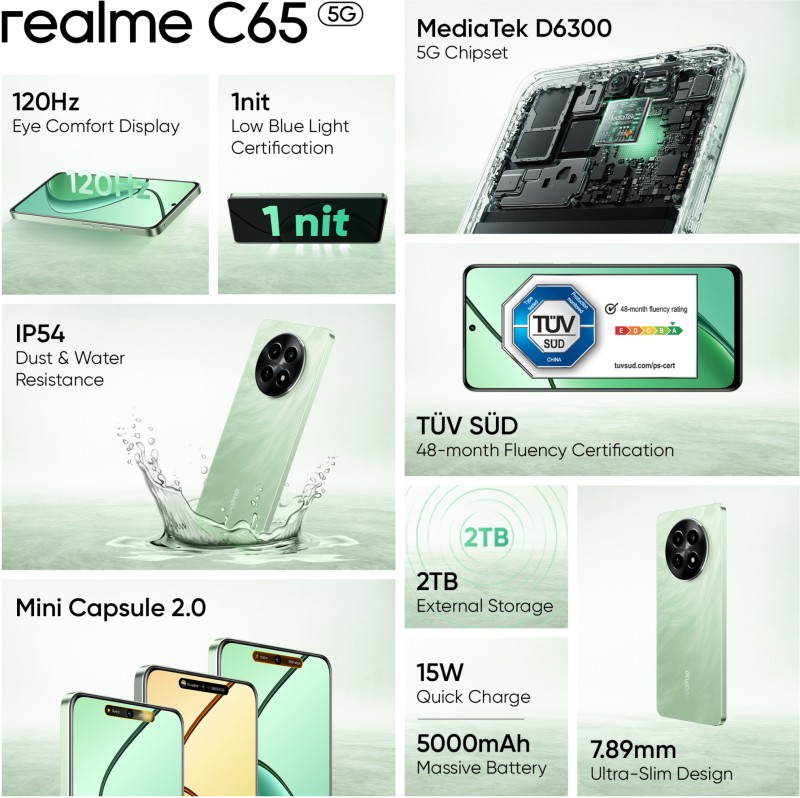 realme C65 5G
MediaTek D6300
5G Chipset
MediaTek
120Hz
Eye Comfort Display
120Hz
1nit
Low Blue Light
Certification
1 nit
IP54
Dust & Water
Resistance
TÜV
SÜD
CHINA
48-month fluency rating
E D C B A
tuvsud.com/ps-cert
TÜV SÜD
48-month Fluency Certification
Mini Capsule 2.0
2TB
2TB
External Storage
15W
Quick Charge
5000mAh
Massive Battery
realme
7.89mm
Ultra-Slim Design